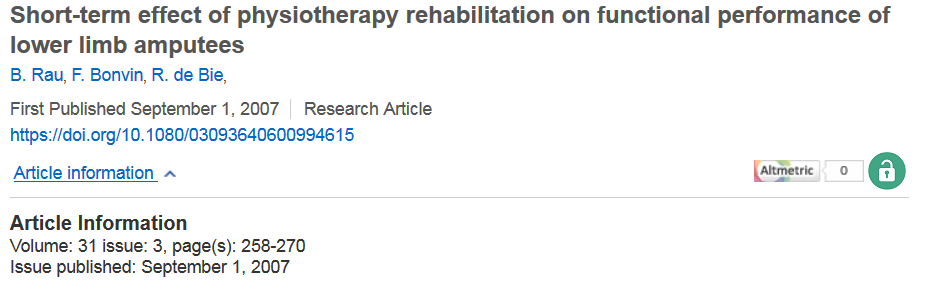 Short-term effect of physiotherapy rehabilitation on functional performance of
lower limb amputees
B. Rau, F. Bonvin, R. de Bie,
First Published September 1, 2007 Research Article
https://doi.org/10.1080/03093640600994615
Article information Altmetric 0
Article Information
Volume: 31 issue: 3, page(s): 258-270
Issue published: September 1, 2007